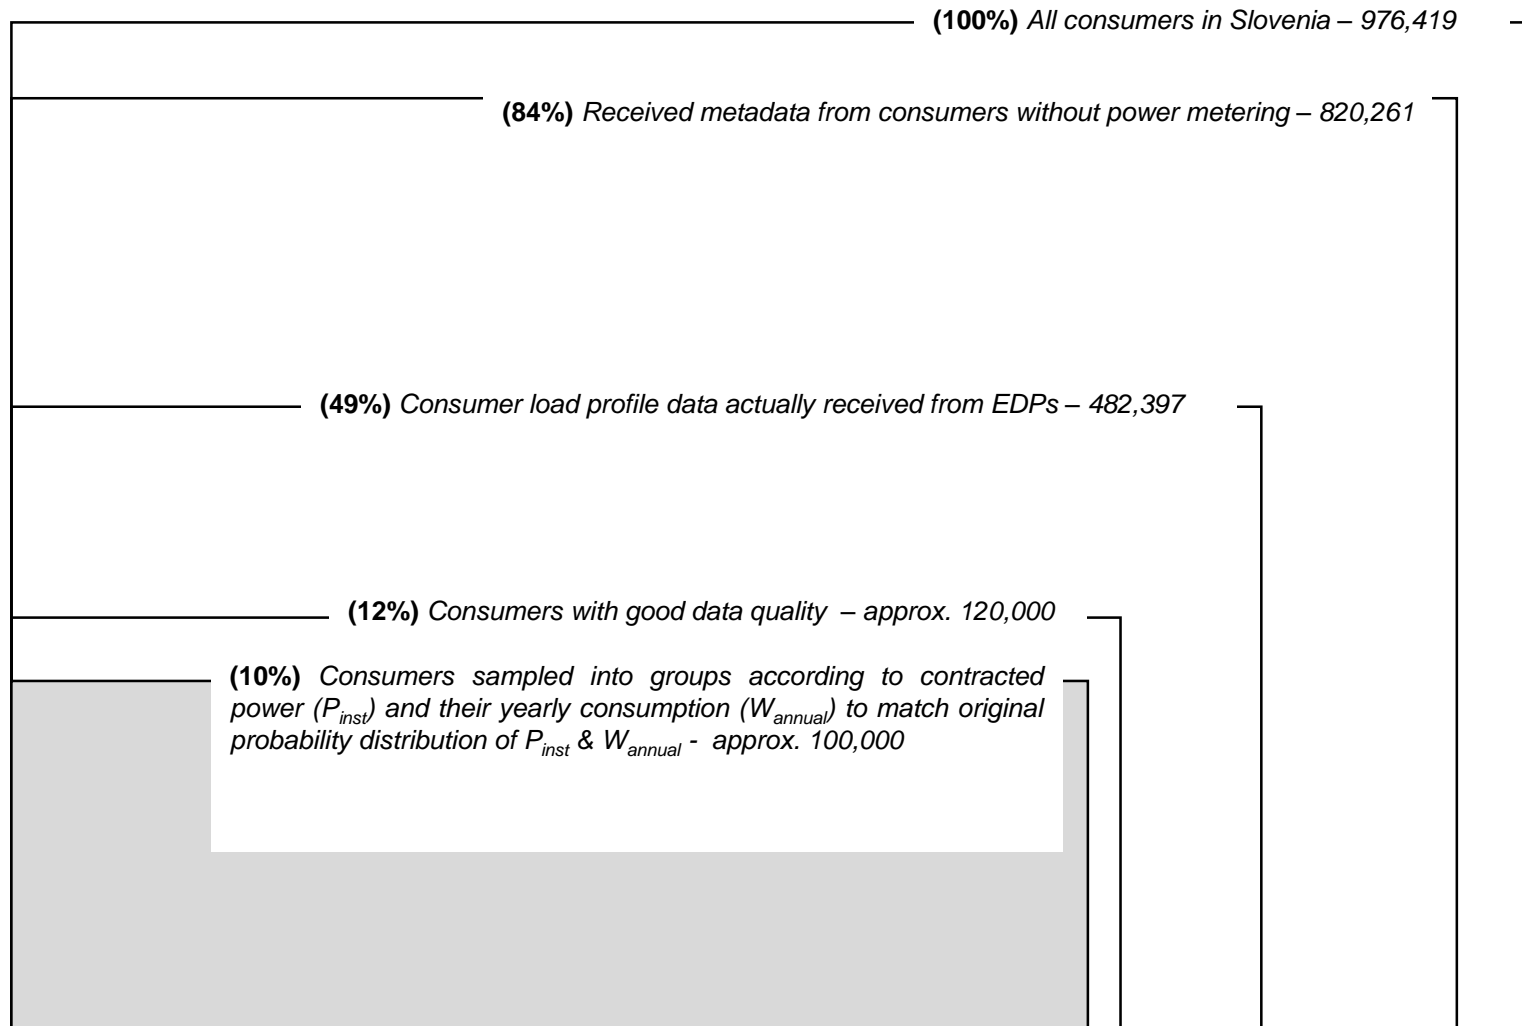 (100%) All consumers in Slovenia – 976,419
(84%) Received metadata from consumers without power metering – 820,261
(49%) Consumer load profile data actually received from EDPs – 482,397
(12%) Consumers with good data quality – approx. 120,000
(10%) Consumers sampled into groups according to contracted
power (Pinst) and their yearly consumption (Wannual) to match original
probability distribution of Pinst & Wannual - approx. 100,000